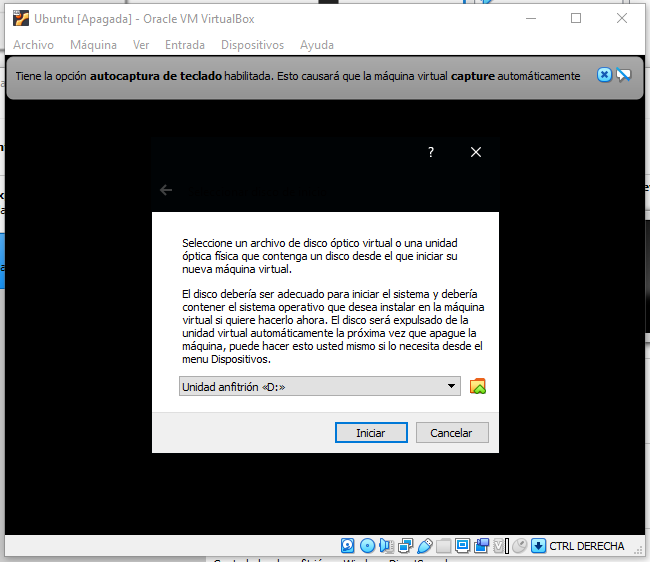 Ubuntu [Apagada] - Oracle VM VirtualBox
Archivo Máquina Ver Entrada Dispositivos Ayuda
Tiene la opción autocaptura de teclado habilitada. Esto causará que la máquina virtual capture automáticamente
?
Seleccione un archivo de disco óptico virtual o una unidad
óptica física que contenga un disco desde el que iniciar su
nueva máquina virtual.
El disco debería ser adecuado para iniciar el sistema y debería
contener el sistema operativo que desea instalar en la máquina
virtual si quiere hacerlo ahora. El disco será expulsado de la
unidad virtual automáticamente la próxima vez que apague la
máquina, puede hacer esto usted mismo si lo necesita desde el
menu Dispositivos.
Unidad anfitrión «D:»
Iniciar Cancelar
CTRL DERECHA